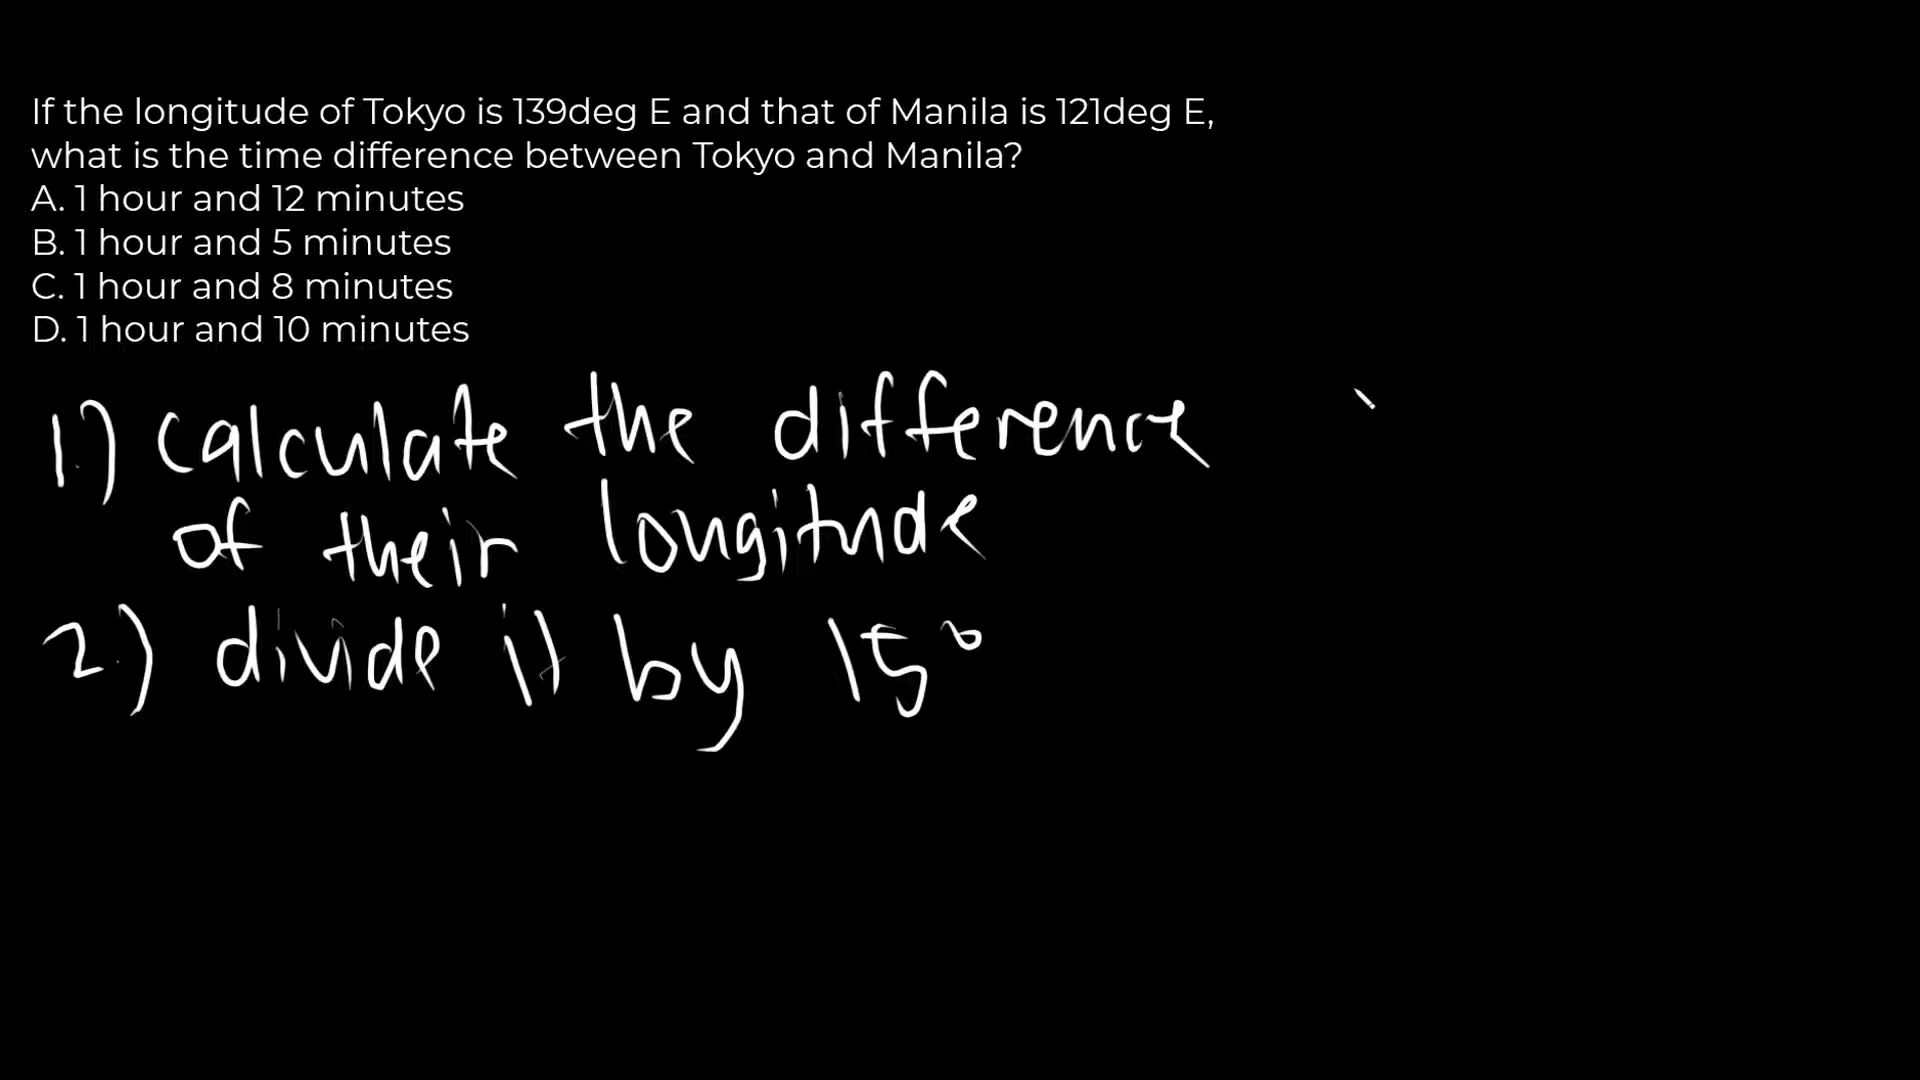 If the longitude of Tokyo is 139deg E and that of Manila is 121deg E,
what is the time difference between Tokyo and Manila?
A. 1 hour and 12 minutes
B. 1 hour and 5 minutes
C. 1 hour and 8 minutes
D. 1 hour and 10 minutes
1.) calculate the difference
of their longitude
2.) divide it by 15°